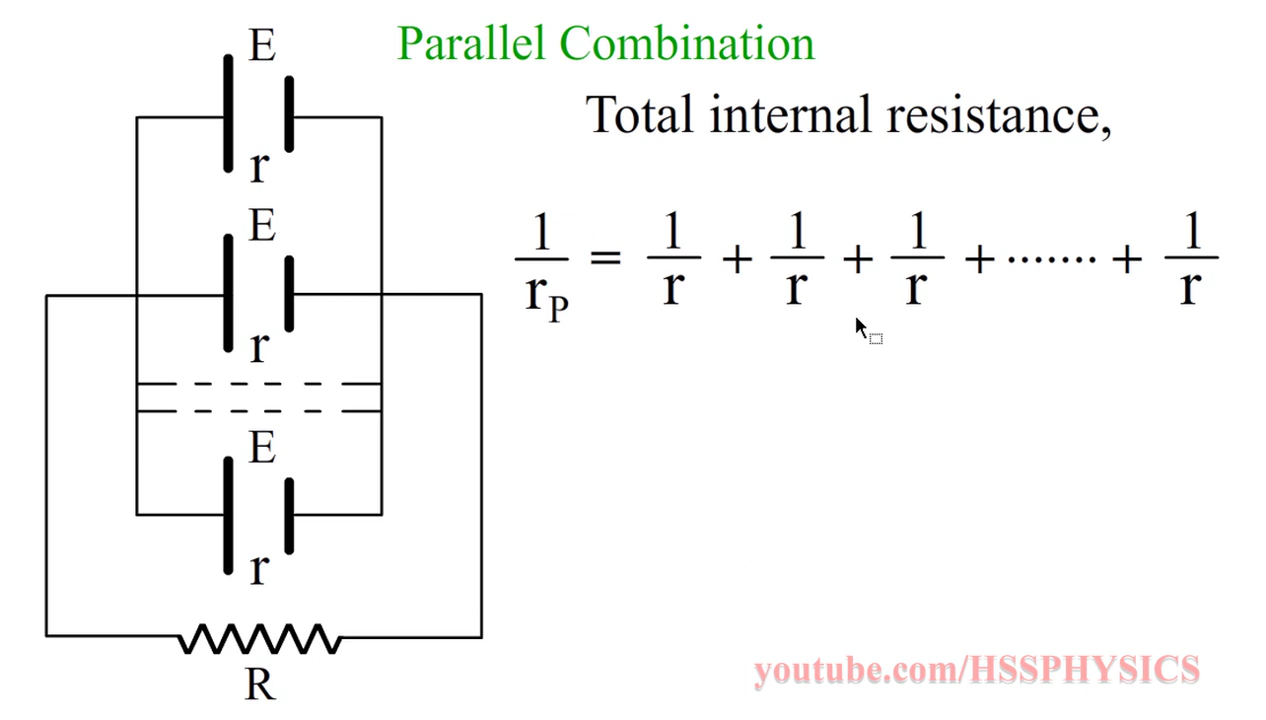 Parallel Combination
Total internal resistance,
1/r_P = 1/r + 1/r + 1/r + ······· + 1/r
E
r
E
r
E
r
R
youtube.com/HSSPHYSICS